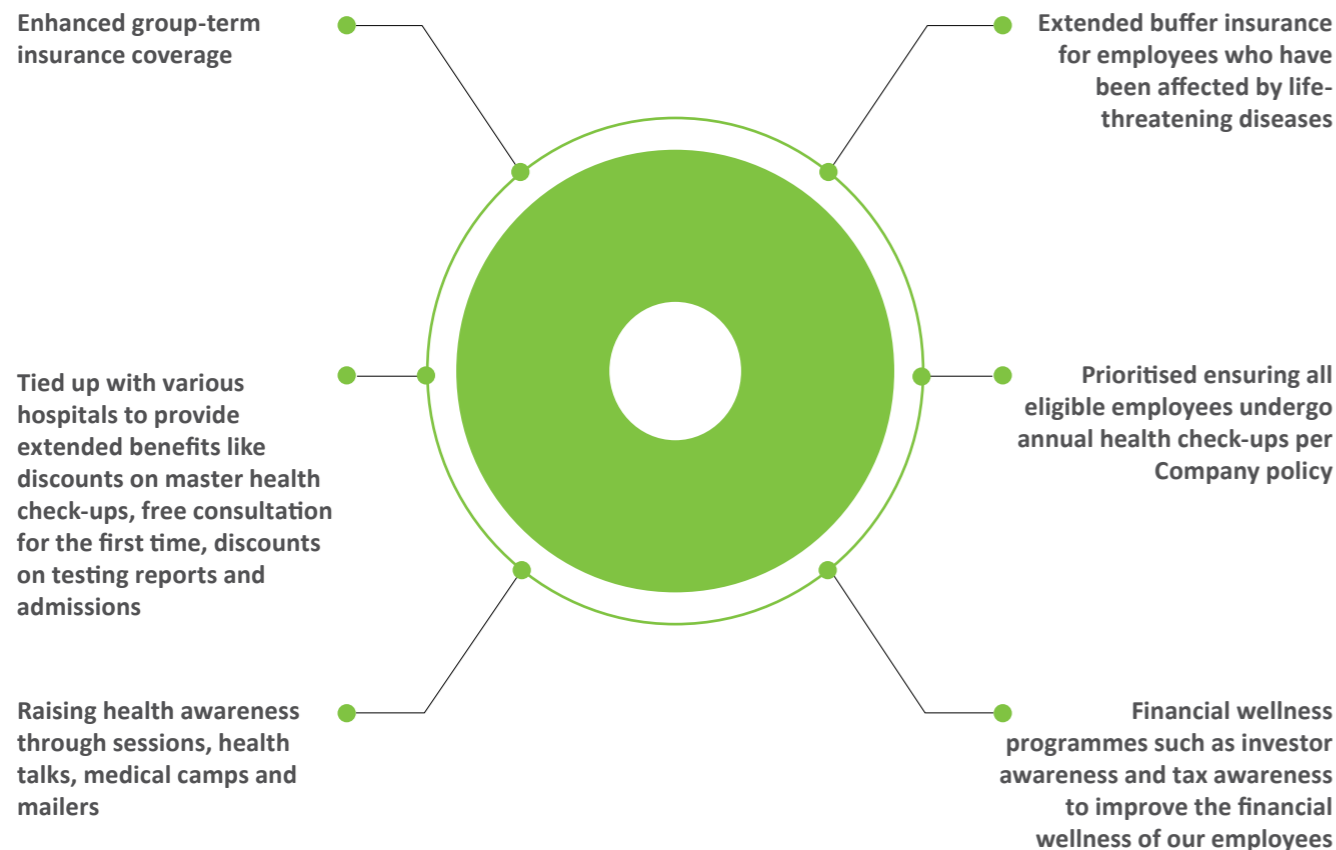 Enhanced group-term
insurance coverage
Extended buffer insurance
for employees who have
been affected by life-
threatening diseases
Tied up with various
hospitals to provide
extended benefits like
discounts on master health
check-ups, free consultation
for the first time, discounts
on testing reports and
admissions
Prioritised ensuring all
eligible employees undergo
annual health check-ups per
Company policy
Raising health awareness
through sessions, health
talks, medical camps and
mailers
Financial wellness
programmes such as investor
awareness and tax awareness
to improve the financial
wellness of our employees